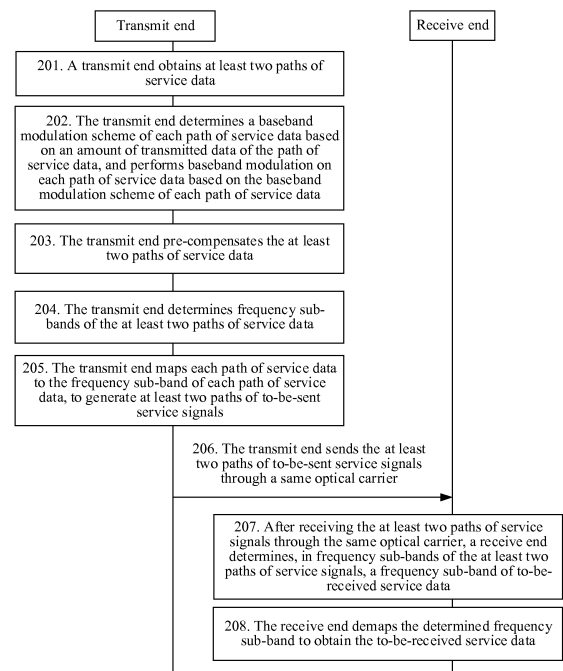 Transmit end
Receive end
201. A transmit end obtains at least two paths of
service data
202. The transmit end determines a baseband
modulation scheme of each path of service data based
on an amount of transmitted data of the path of
service data, and performs baseband modulation on
each path of service data based on the baseband
modulation scheme of each path of service data
203. The transmit end pre-compensates the at least
two paths of service data
204. The transmit end determines frequency sub-
bands of the at least two paths of service data
205. The transmit end maps each path of service data
to the frequency sub-band of each path of service
data, to generate at least two paths of to-be-sent
service signals
206. The transmit end sends the at least
two paths of to-be-sent service signals
through a same optical carrier
207. After receiving the at least two paths of service
signals through the same optical carrier, a receive end
determines, in frequency sub-bands of the at least two
paths of service signals, a frequency sub-band of to-be-
received service data
208. The receive end demaps the determined frequency
sub-band to obtain the to-be-received service data